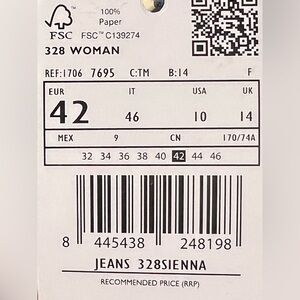 100%
Paper
FSC FSC™ C139274
328 WOMAN
REF:1706 7695 C:TM B:14 F
EUR IT USA UK
42 46 10 14
MEX 9 CN 170/74A
32 34 36 38 40 42 44 46
8 445438 248198
JEANS 328SIENNA
RECOMMENDED PRICE (RRP)